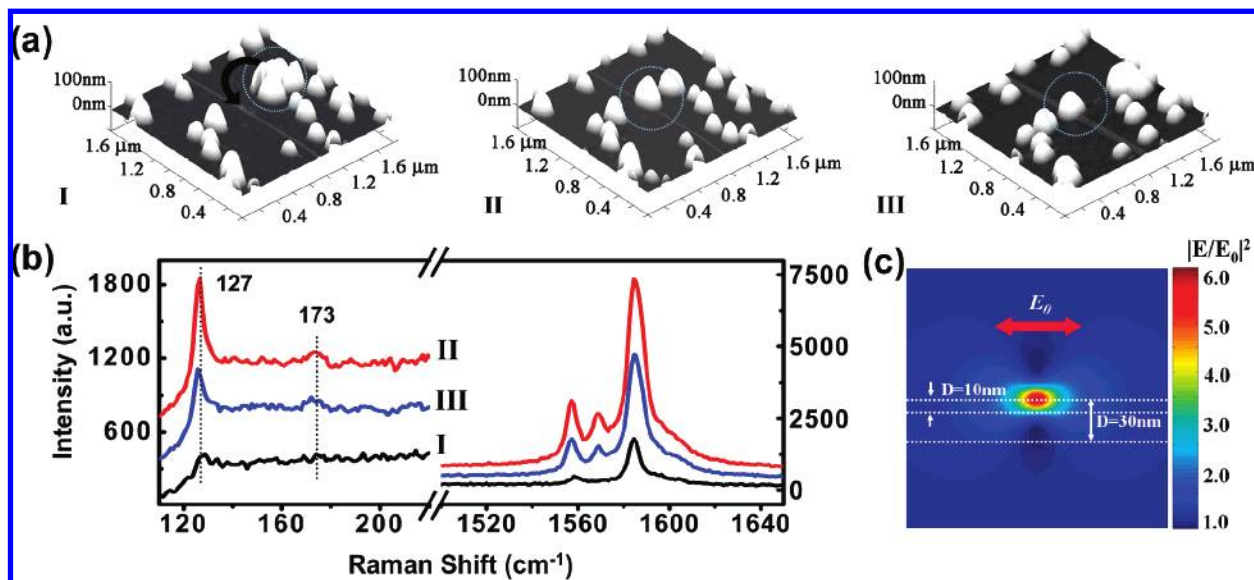 (a)
100nm
0nm
1.6 μm
1.2
0.8
0.4
0.4
0.8
1.2
1.6 μm
I
100nm
0nm
1.6 μm
1.2
0.8
0.4
0.4
0.8
1.2
1.6 μm
II
100nm
0nm
1.6 μm
1.2
0.8
0.4
0.4
0.8
1.2
1.6 μm
III
(b)
Intensity (a.u.)
1800
1200
600
127
173
II
III
I
7500
5000
2500
0
120 160 200 1520 1560 1600 1640
Raman Shift (cm⁻¹)
(c)
|E/E₀|²
E₀
D=10nm
D=30nm
6.0
5.0
4.0
3.0
2.0
1.0